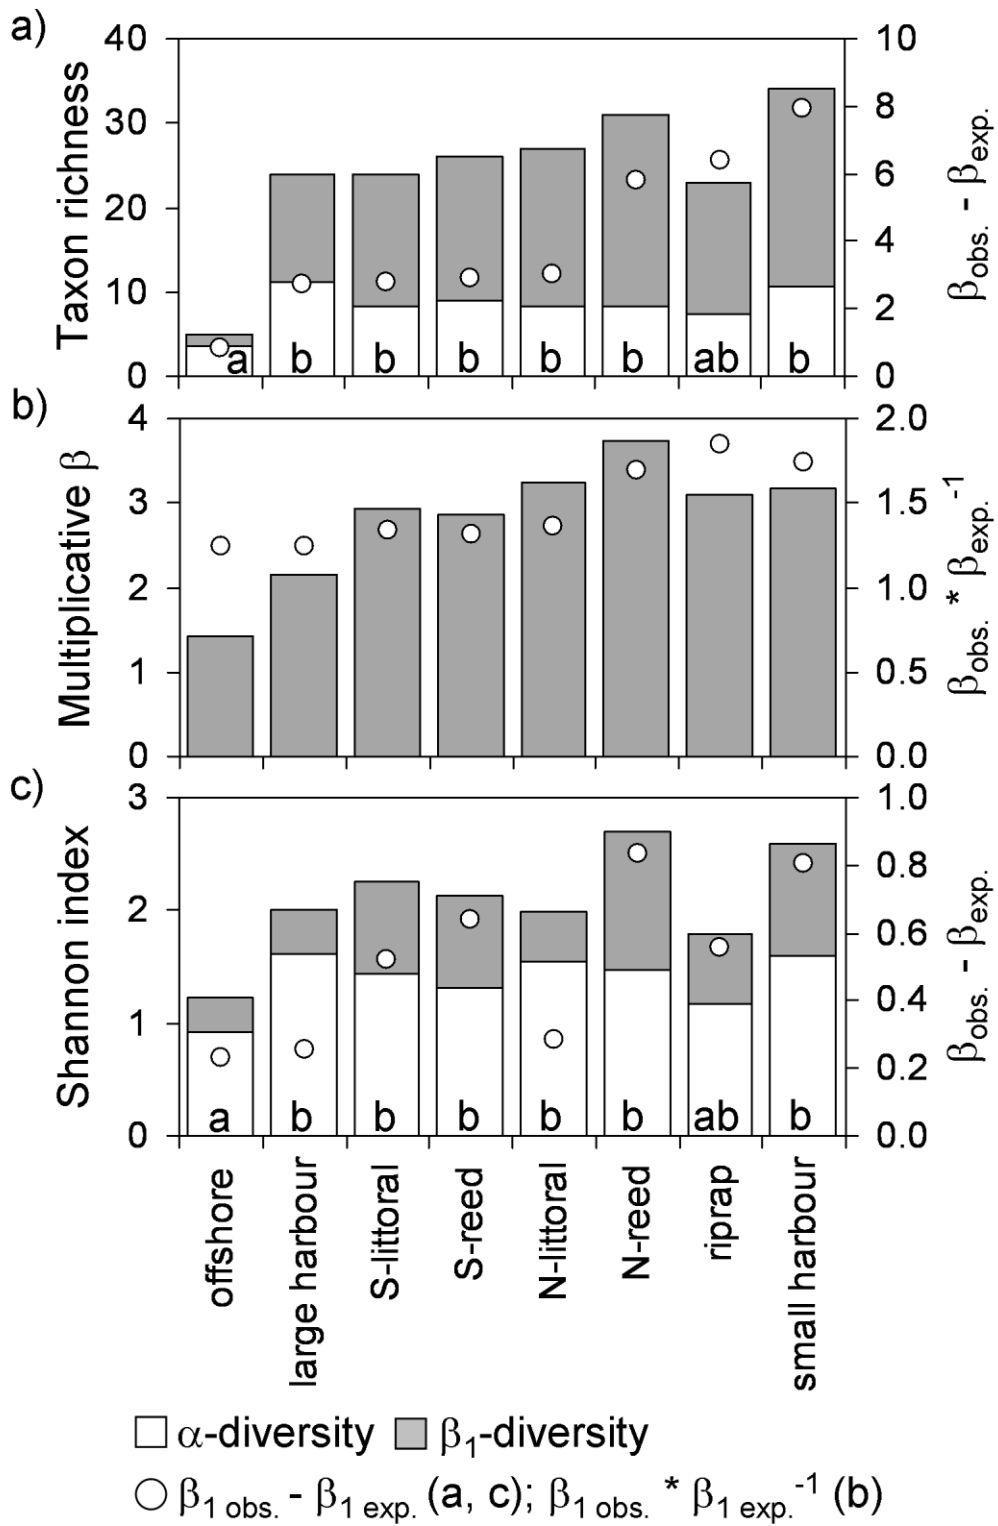 a)
Taxon richness
40
30
20
10
0
10
8
6
4
2
0
βobs. - βexp.
a b b b b b ab b
b)
Multiplicative β
4
3
2
1
0
2.0
1.5
1.0
0.5
0.0
βobs. * βexp.-1
c)
Shannon index
3
2
1
0
1.0
0.8
0.6
0.4
0.2
0.0
βobs. - βexp.
a b b b b b ab b
offshore
large harbour
S-littoral
S-reed
N-littoral
N-reed
riprap
small harbour
α-diversity β1-diversity
β1 obs. - β1 exp. (a, c); β1 obs. * β1 exp.-1 (b)